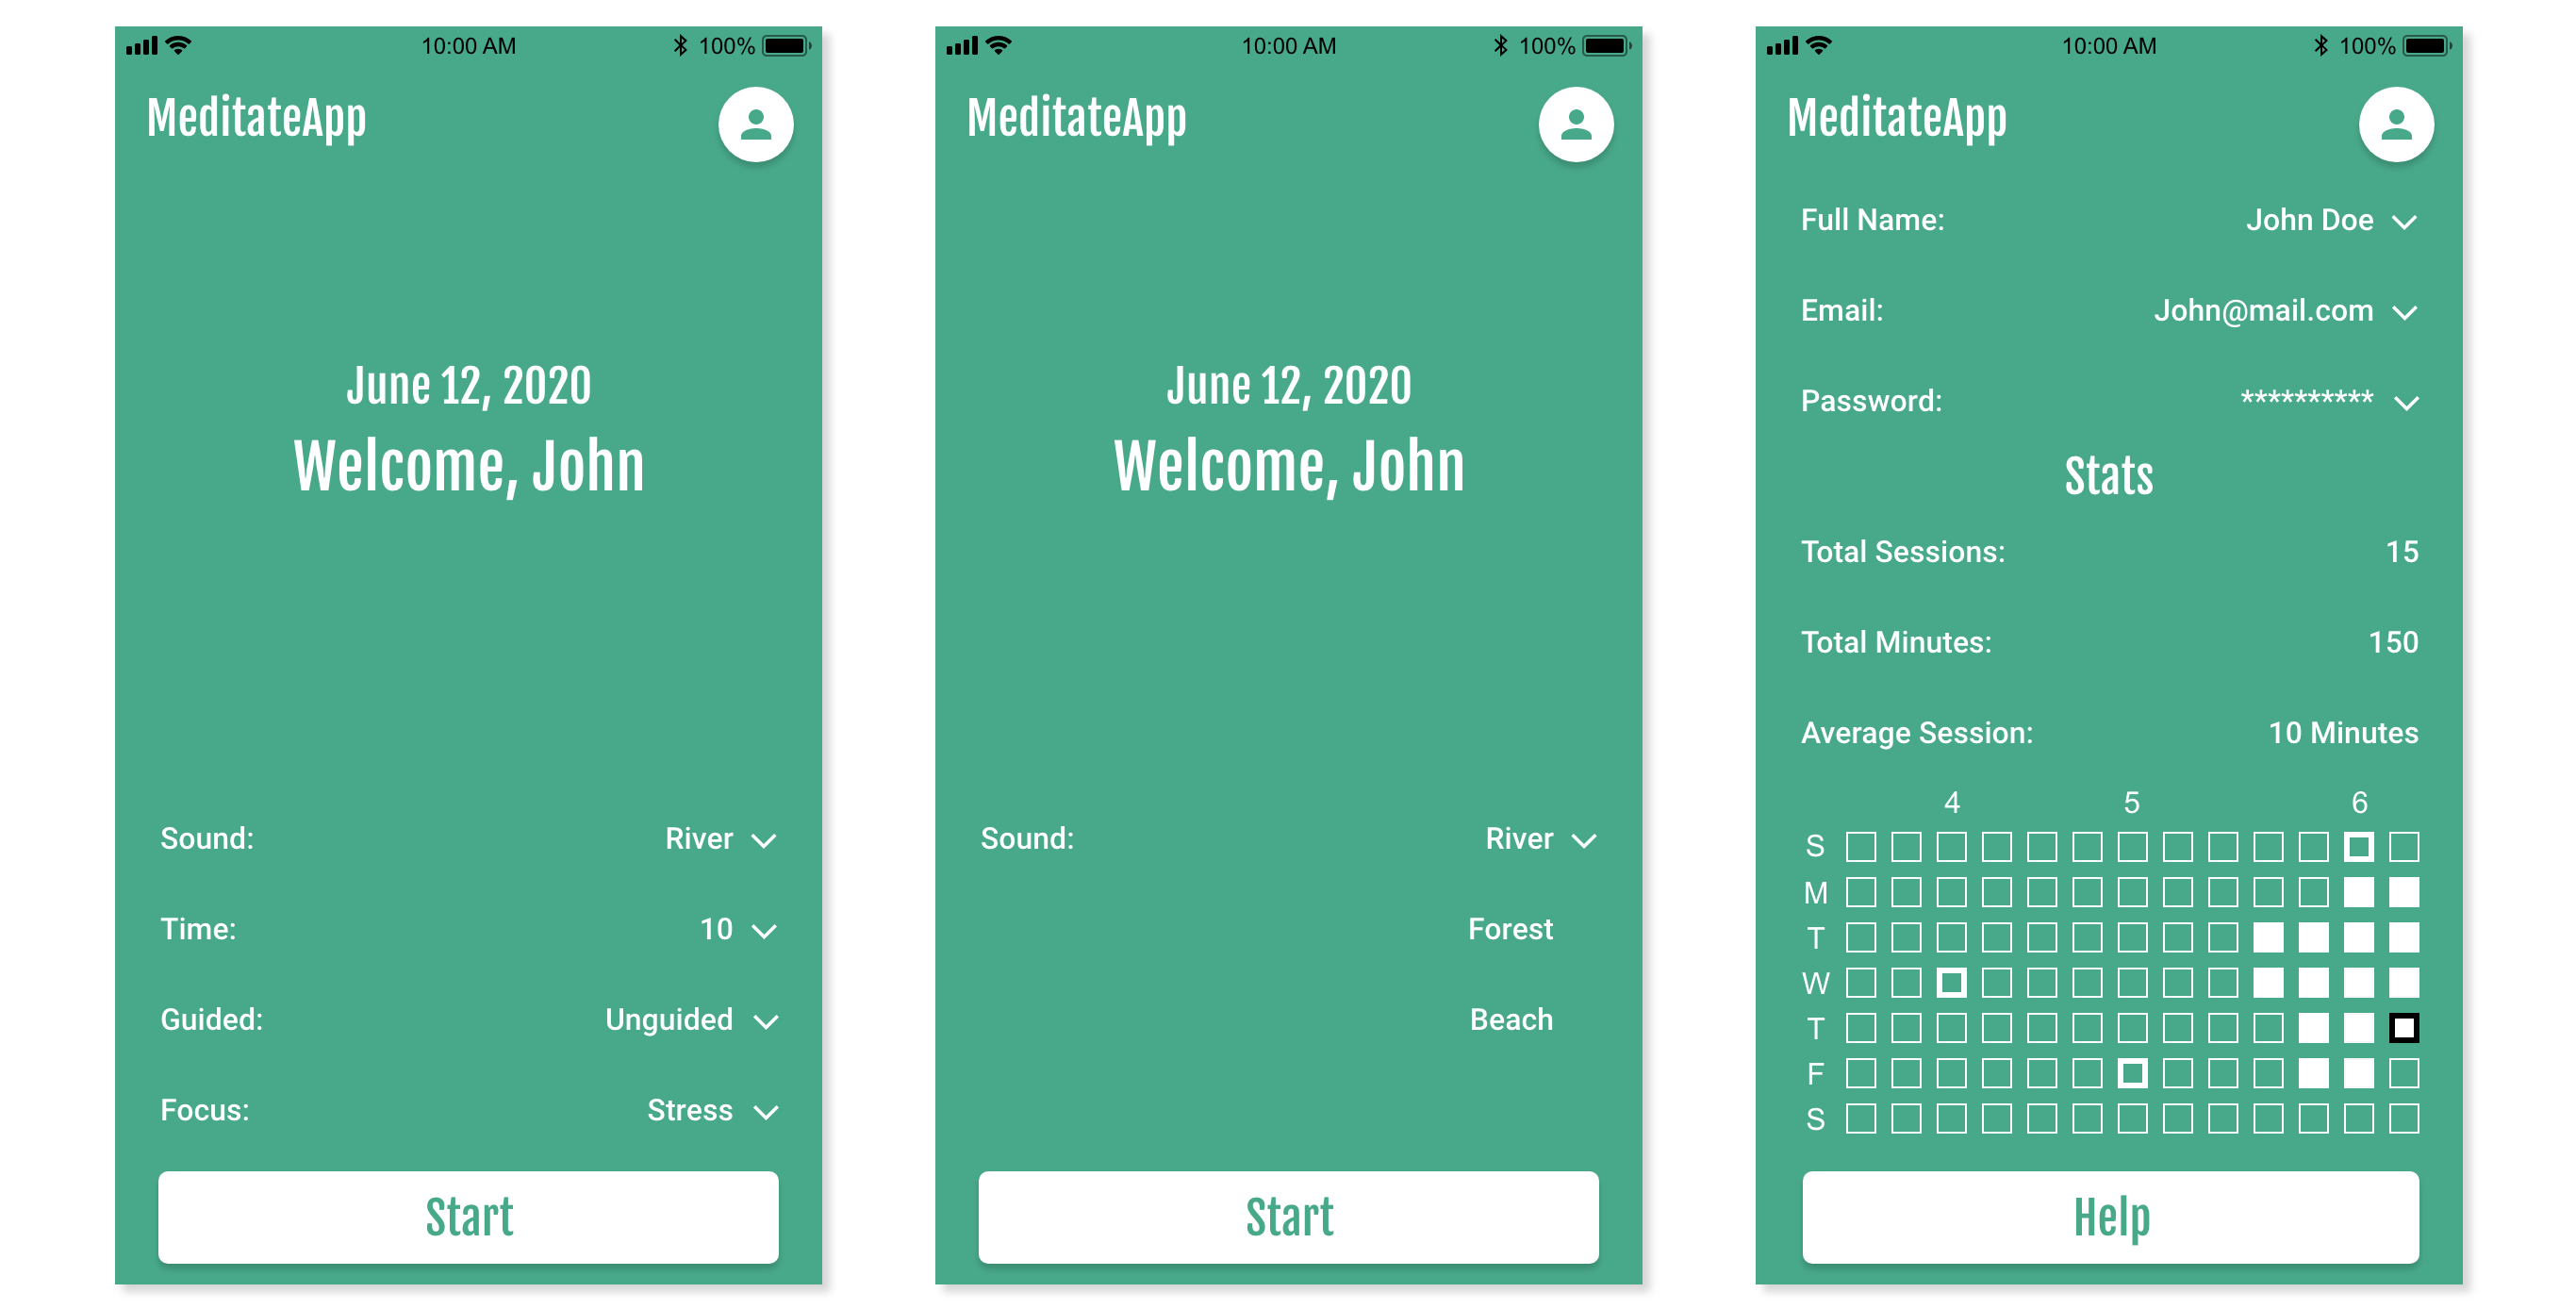 10:00 AM 100%
MeditateApp
June 12, 2020
Welcome, John
Sound: River
Time: 10
Guided: Unguided
Focus: Stress
Start
10:00 AM 100%
MeditateApp
June 12, 2020
Welcome, John
Sound: River
Forest
Beach
Start
10:00 AM 100%
MeditateApp
Full Name: John Doe
Email: John@mail.com
Password: **********
Stats
Total Sessions: 15
Total Minutes: 150
Average Session: 10 Minutes
4 5 6
S
M
T
W
T
F
S
Help